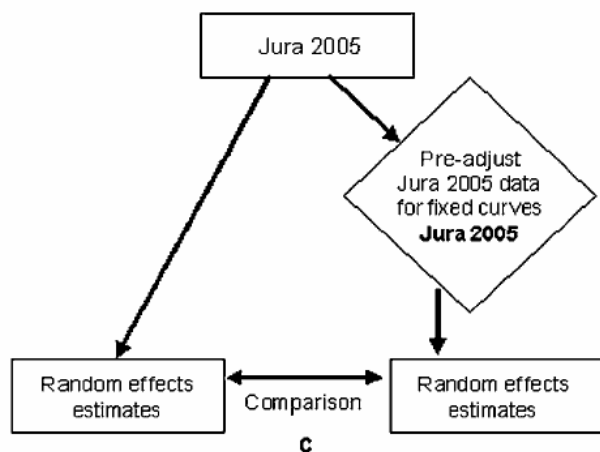 Jura 2005
Pre-adjust
Jura 2005 data
for fixed curves
Jura 2005
Random effects
estimates
Comparison
Random effects
estimates
c